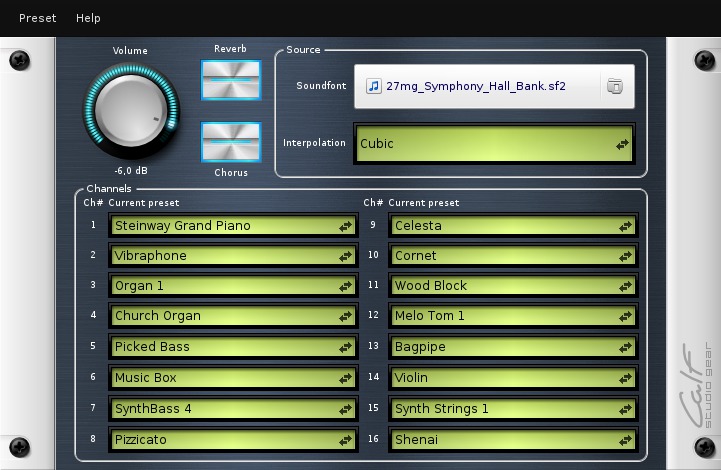 Preset Help
Volume
Reverb
-6,0 dB
Chorus
Source
Soundfont 27mg_Symphony_Hall_Bank.sf2
Interpolation Cubic
Channels
Ch# Current preset Ch# Current preset
1 Steinway Grand Piano 9 Celesta
2 Vibraphone 10 Cornet
3 Organ 1 11 Wood Block
4 Church Organ 12 Melo Tom 1
5 Picked Bass 13 Bagpipe
6 Music Box 14 Violin
7 SynthBass 4 15 Synth Strings 1
8 Pizzicato 16 Shenai
Calf
studio gear